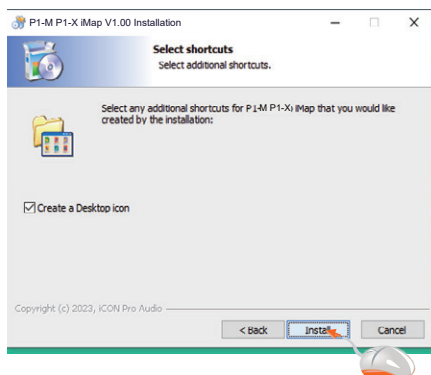 P1-M P1-X iMap V1.00 Installation
Select shortcuts
Select additional shortcuts.
Select any additional shortcuts for P1-M P1-X iMap that you would like
created by the installation:
Create a Desktop icon
Copyright (c) 2023, iCON Pro Audio
< Back Install Cancel